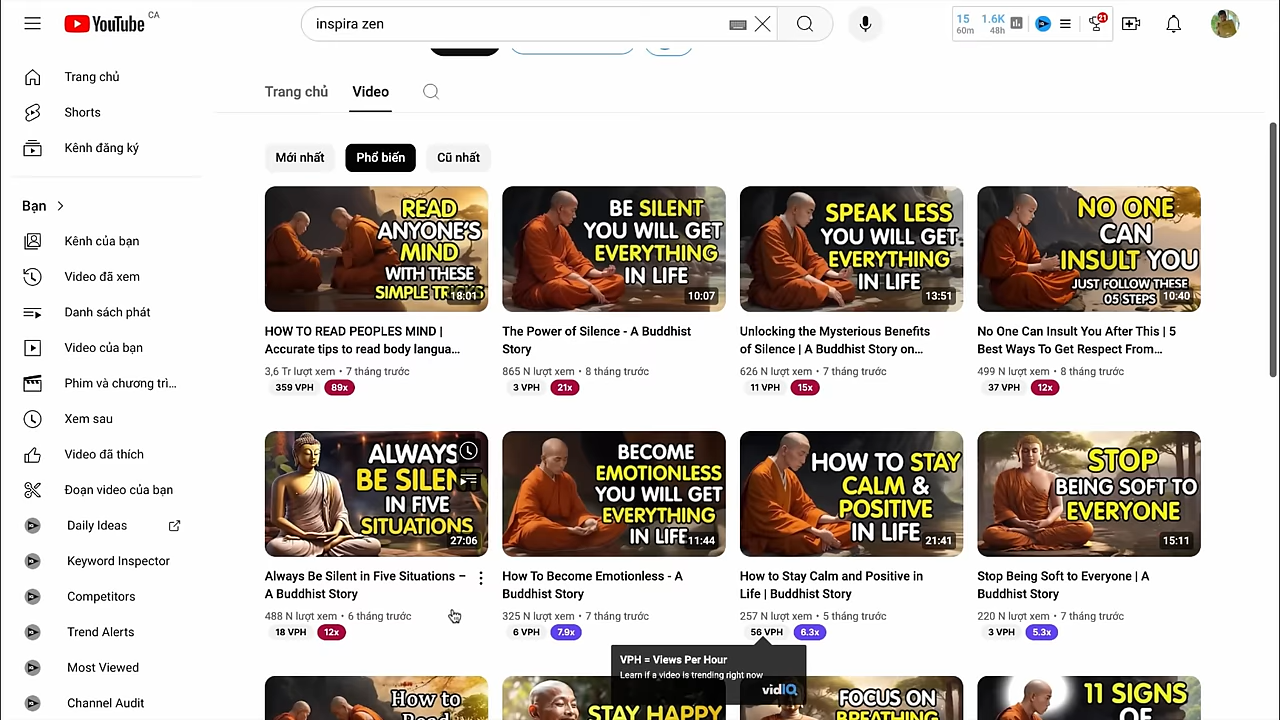 YouTube CA
inspira zen
15
60m
1.6K
48h
21
Trang chủ
Shorts
Kênh đăng ký
Bạn
Kênh của bạn
Video đã xem
Danh sách phát
Video của bạn
Phim và chương trì...
Xem sau
Video đã thích
Đoạn video của bạn
Daily Ideas
Keyword Inspector
Competitors
Trend Alerts
Most Viewed
Channel Audit
Trang chủ
Video
Mới nhất
Phổ biến
Cũ nhất
READ
ANYONE'S
MIND
WITH THESE
SIMPLE TRICKS
18:01
HOW TO READ PEOPLES MIND |
Accurate tips to read body langua...
3,6 Tr lượt xem • 7 tháng trước
359 VPH
89x
BE SILENT
YOU WILL GET
EVERYTHING
IN LIFE
10:07
The Power of Silence - A Buddhist
Story
865 N lượt xem • 8 tháng trước
3 VPH
21x
SPEAK LESS
YOU WILL GET
EVERYTHING
IN LIFE
13:51
Unlocking the Mysterious Benefits
of Silence | A Buddhist Story on...
626 N lượt xem • 7 tháng trước
11 VPH
15x
NO ONE
CAN
INSULT YOU
JUST FOLLOW THESE
05 STEPS
10:40
No One Can Insult You After This | 5
Best Ways To Get Respect From...
499 N lượt xem • 8 tháng trước
37 VPH
12x
ALWAYS
BE SILENT
IN FIVE
SITUATIONS
27:06
Always Be Silent in Five Situations –
A Buddhist Story
488 N lượt xem • 6 tháng trước
18 VPH
12x
BECOME
EMOTIONLESS
YOU WILL GET
EVERYTHING
IN LIFE
11:44
How To Become Emotionless - A
Buddhist Story
325 N lượt xem • 7 tháng trước
6 VPH
7.9x
HOW TO STAY
CALM &
POSITIVE
IN LIFE
21:41
How to Stay Calm and Positive in
Life | Buddhist Story
257 N lượt xem • 5 tháng trước
56 VPH
6.3x
STOP
BEING SOFT TO
EVERYONE
15:11
Stop Being Soft to Everyone | A
Buddhist Story
220 N lượt xem • 7 tháng trước
3 VPH
5.3x
VPH = Views Per Hour
Learn if a video is trending right now
vidIQ
How to
Read
STAY HAPPY
FOCUS ON
BREATHING
11 SIGNS
OF